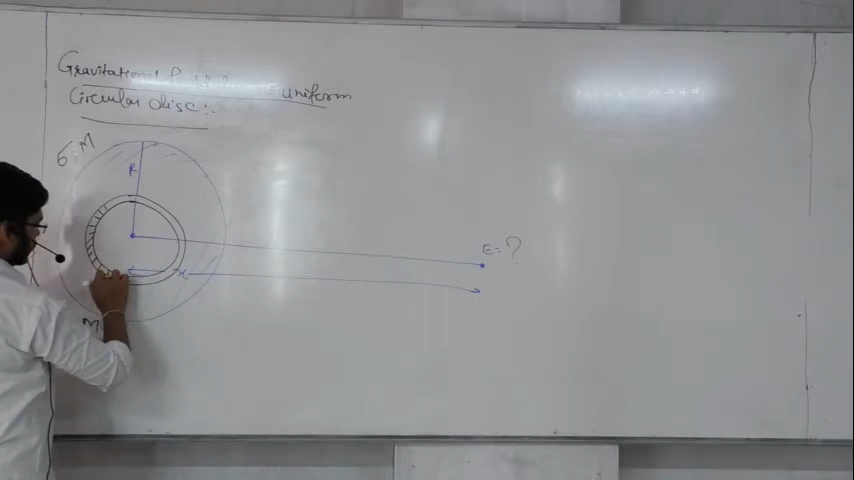 Gravitational uniform
Circular disc:-
σ, M
R
E = ?
x
M